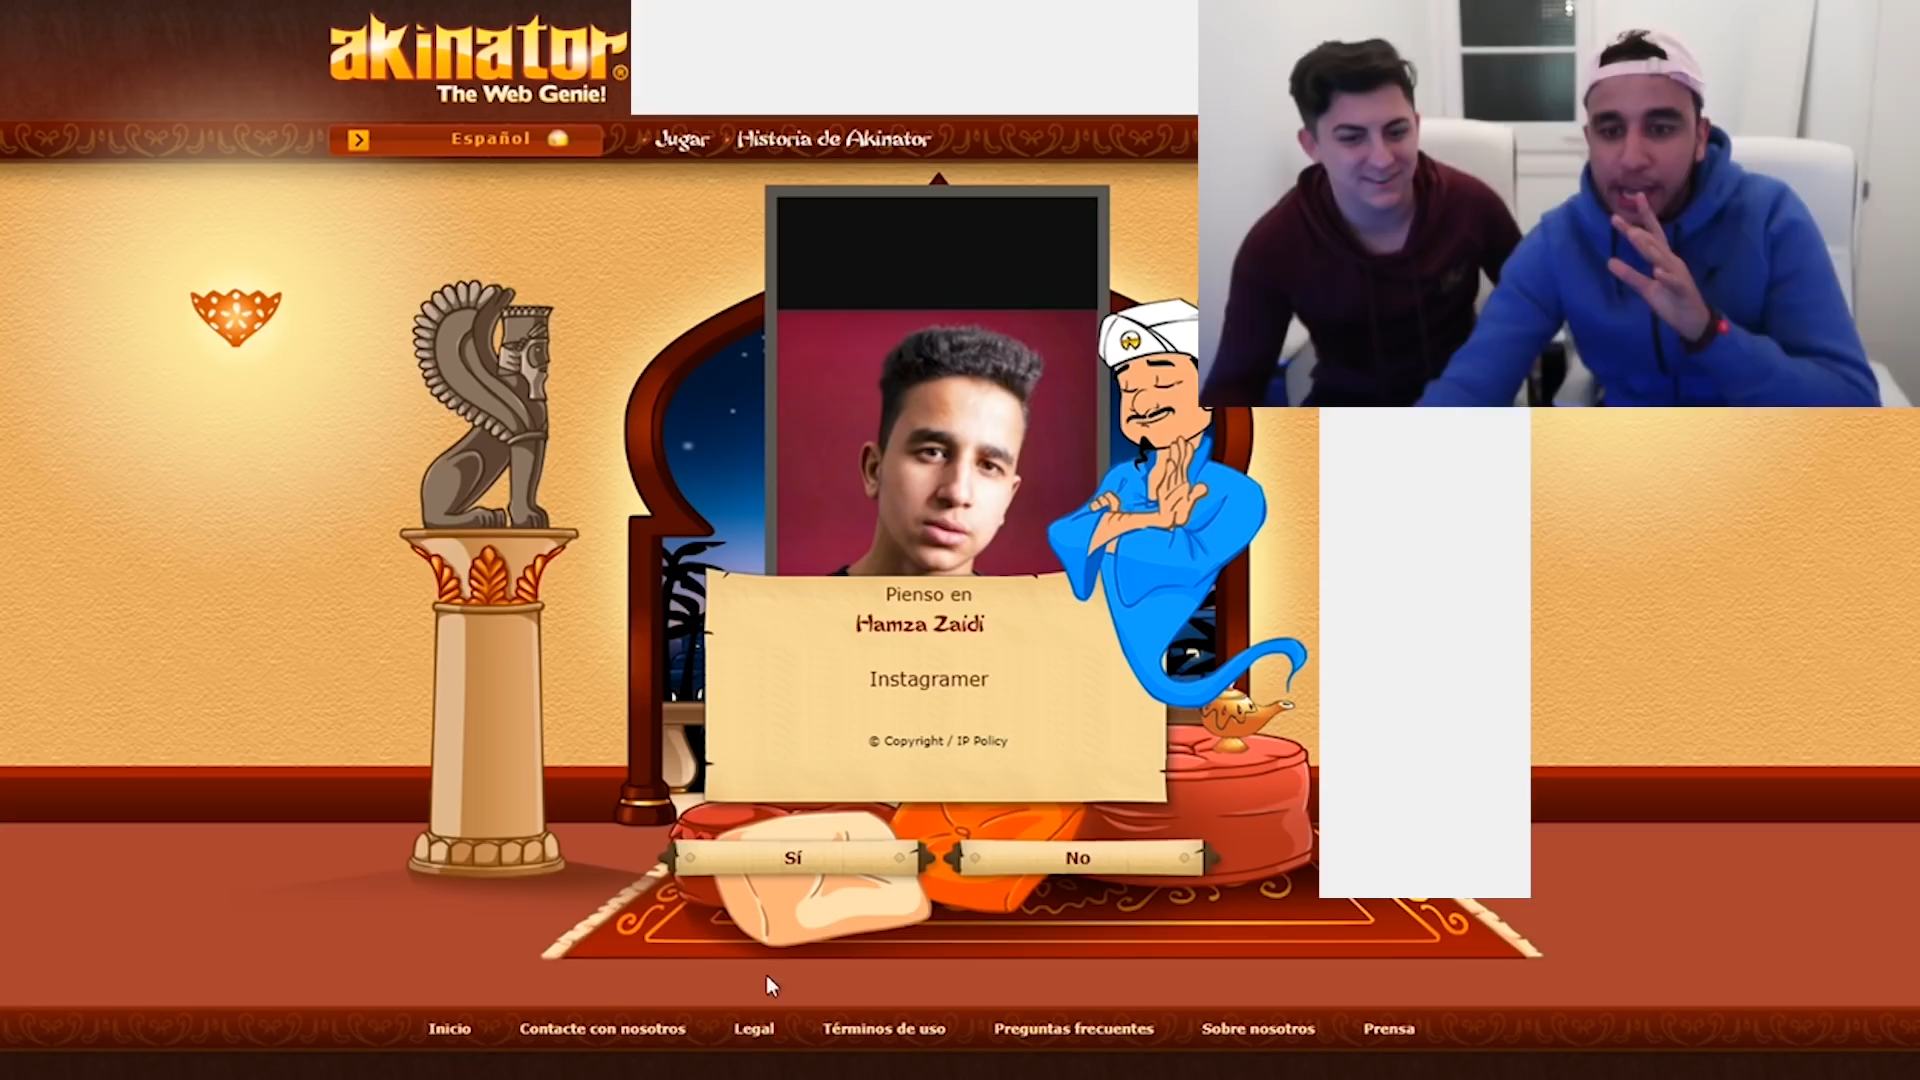 akinator®
The Web Genie!
Español
Jugar
Historia de Akinator
Pienso en
Hamza Zaidi
Instagramer
© Copyright / IP Policy
Sí
No
Inicio
Contacte con nosotros
Legal
Términos de uso
Preguntas frecuentes
Sobre nosotros
Prensa